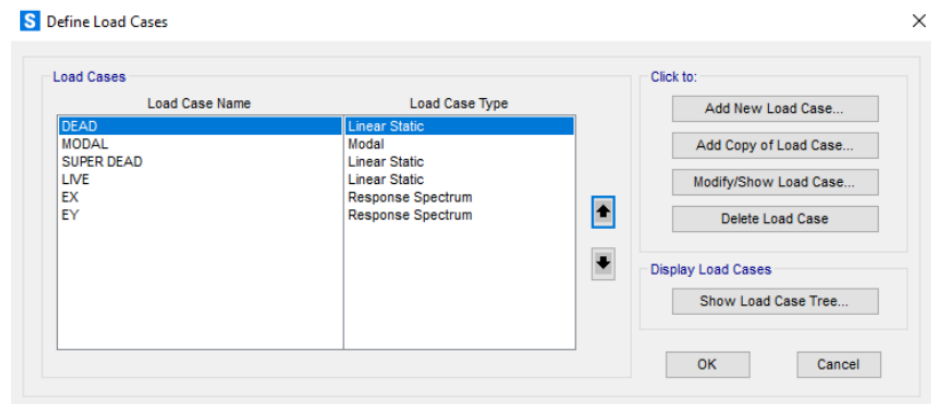 S Define Load Cases
Load Cases
Load Case Name Load Case Type
DEAD Linear Static
MODAL Modal
SUPER DEAD Linear Static
LIVE Linear Static
EX Response Spectrum
EY Response Spectrum
Click to:
Add New Load Case...
Add Copy of Load Case...
Modify/Show Load Case...
Delete Load Case
Display Load Cases
Show Load Case Tree...
OK Cancel